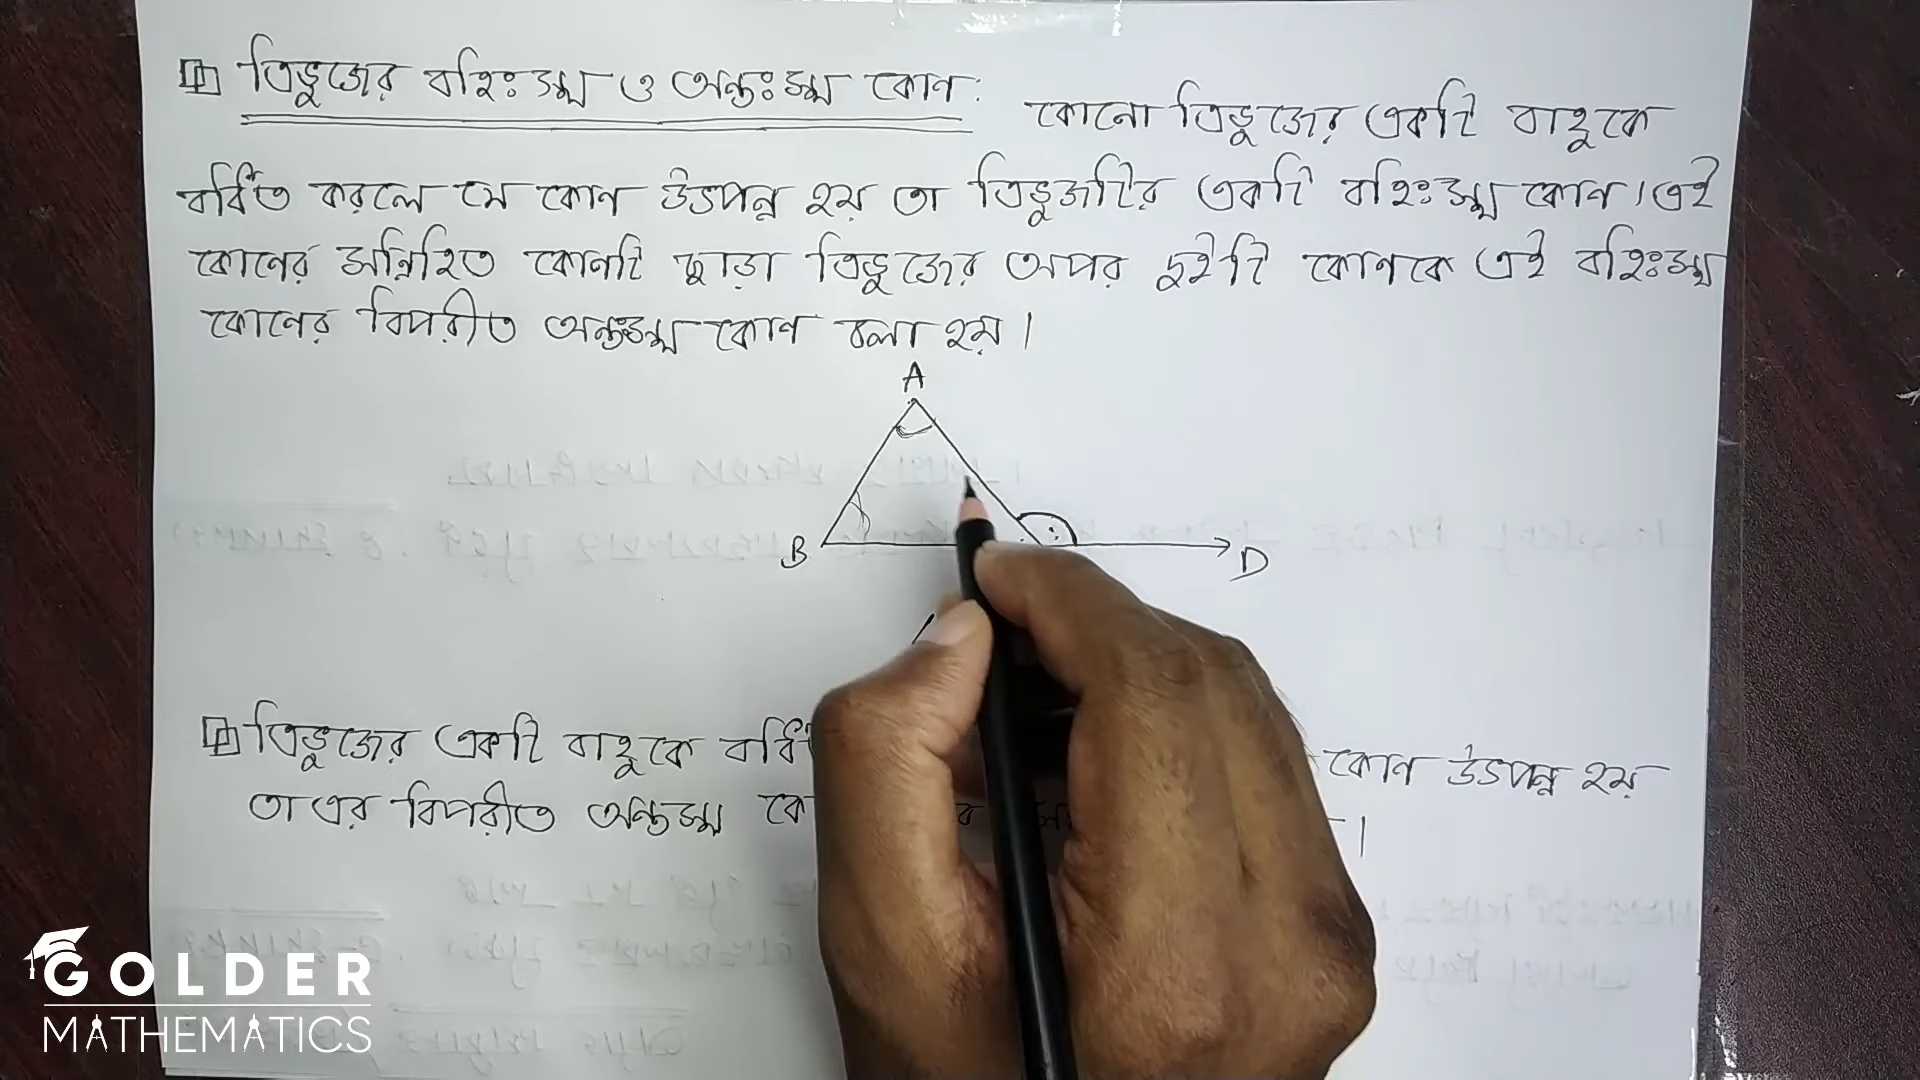 ত্রিভুজের বহিঃস্থ ও অন্তঃস্থ কোণ: কোনো ত্রিভুজের একটি বাহুকে
বর্ধিত করলে যে কোণ উৎপন্ন হয় তা ত্রিভুজটির একটি বহিঃস্থ কোণ। এই
কোণের সন্নিহিত কোণটি ছাড়া ত্রিভুজের অপর দুইটি কোণকে এই বহিঃস্থ
কোণের বিপরীত অন্তঃস্থ কোণ বলা হয়।
A
B
D
ত্রিভুজের একটি বাহুকে কোণ উৎপন্ন হয়
তা এর বিপরীত অন্তস্থ
GOLDER
MATHEMATICS